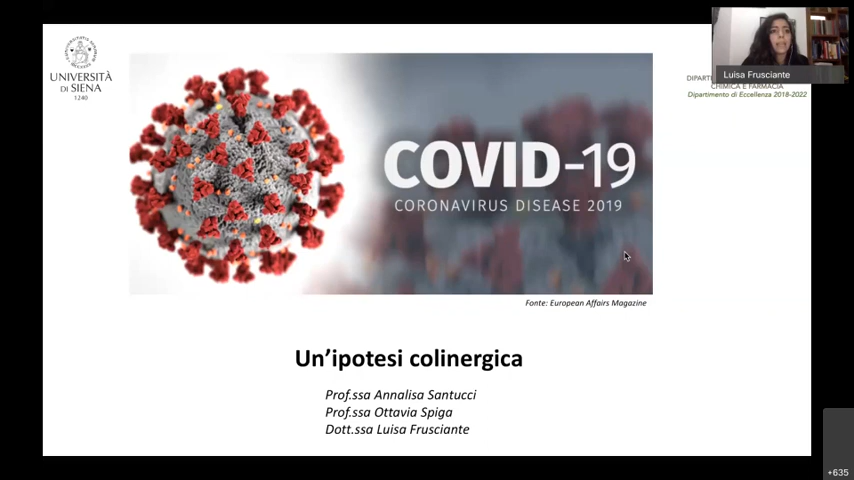 UNIVERSITÀ
DI SIENA
1240
Luisa Frusciante
CHIMICA E FARMACIA
Dipartimento di Eccellenza 2018-2022
COVID-19
CORONAVIRUS DISEASE 2019
Fonte: European Affairs Magazine
Un'ipotesi colinergica
Prof.ssa Annalisa Santucci
Prof.ssa Ottavia Spiga
Dott.ssa Luisa Frusciante
+635